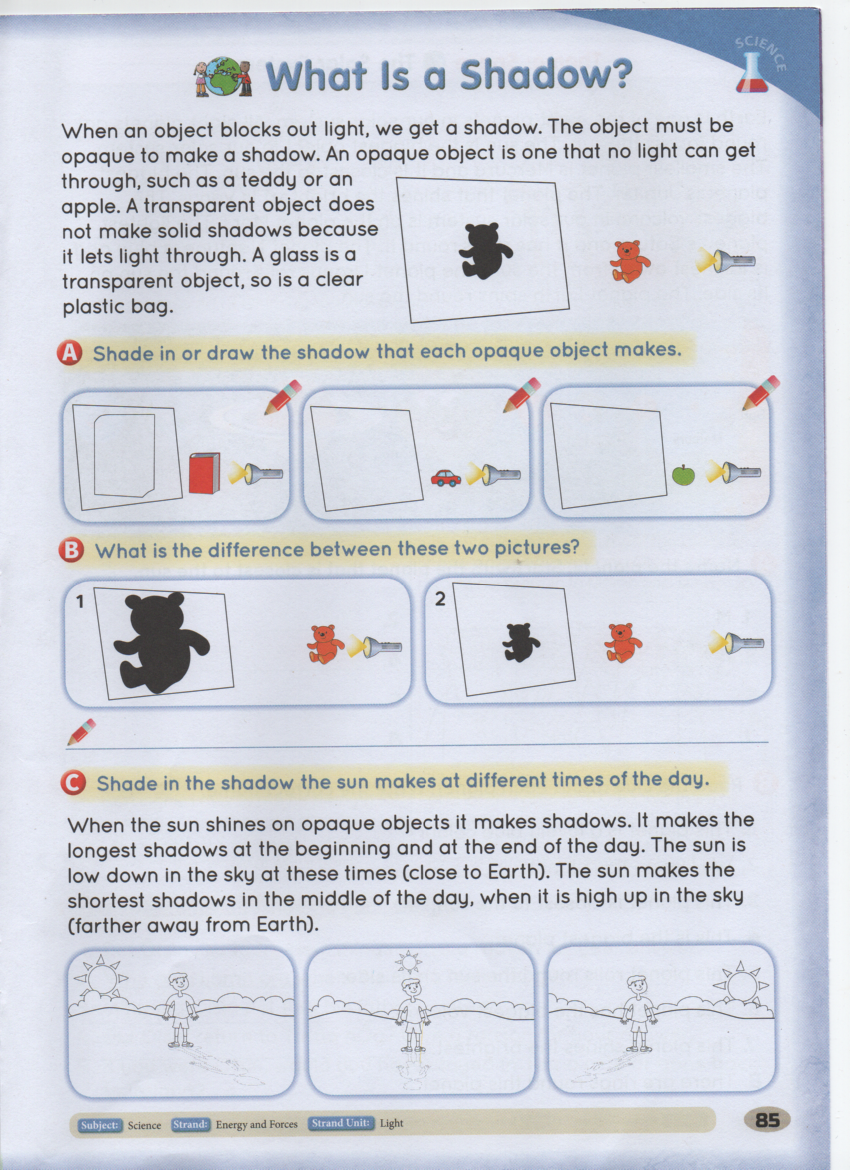 SCIENCE
What Is a Shadow?
When an object blocks out light, we get a shadow. The object must be
opaque to make a shadow. An opaque object is one that no light can get
through, such as a teddy or an
apple. A transparent object does
not make solid shadows because
it lets light through. A glass is a
transparent object, so is a clear
plastic bag.
A Shade in or draw the shadow that each opaque object makes.
B What is the difference between these two pictures?
1
2
C Shade in the shadow the sun makes at different times of the day.
When the sun shines on opaque objects it makes shadows. It makes the
longest shadows at the beginning and at the end of the day. The sun is
low down in the sky at these times (close to Earth). The sun makes the
shortest shadows in the middle of the day, when it is high up in the sky
(farther away from Earth).
Subject: Science Strand: Energy and Forces Strand Unit: Light
85